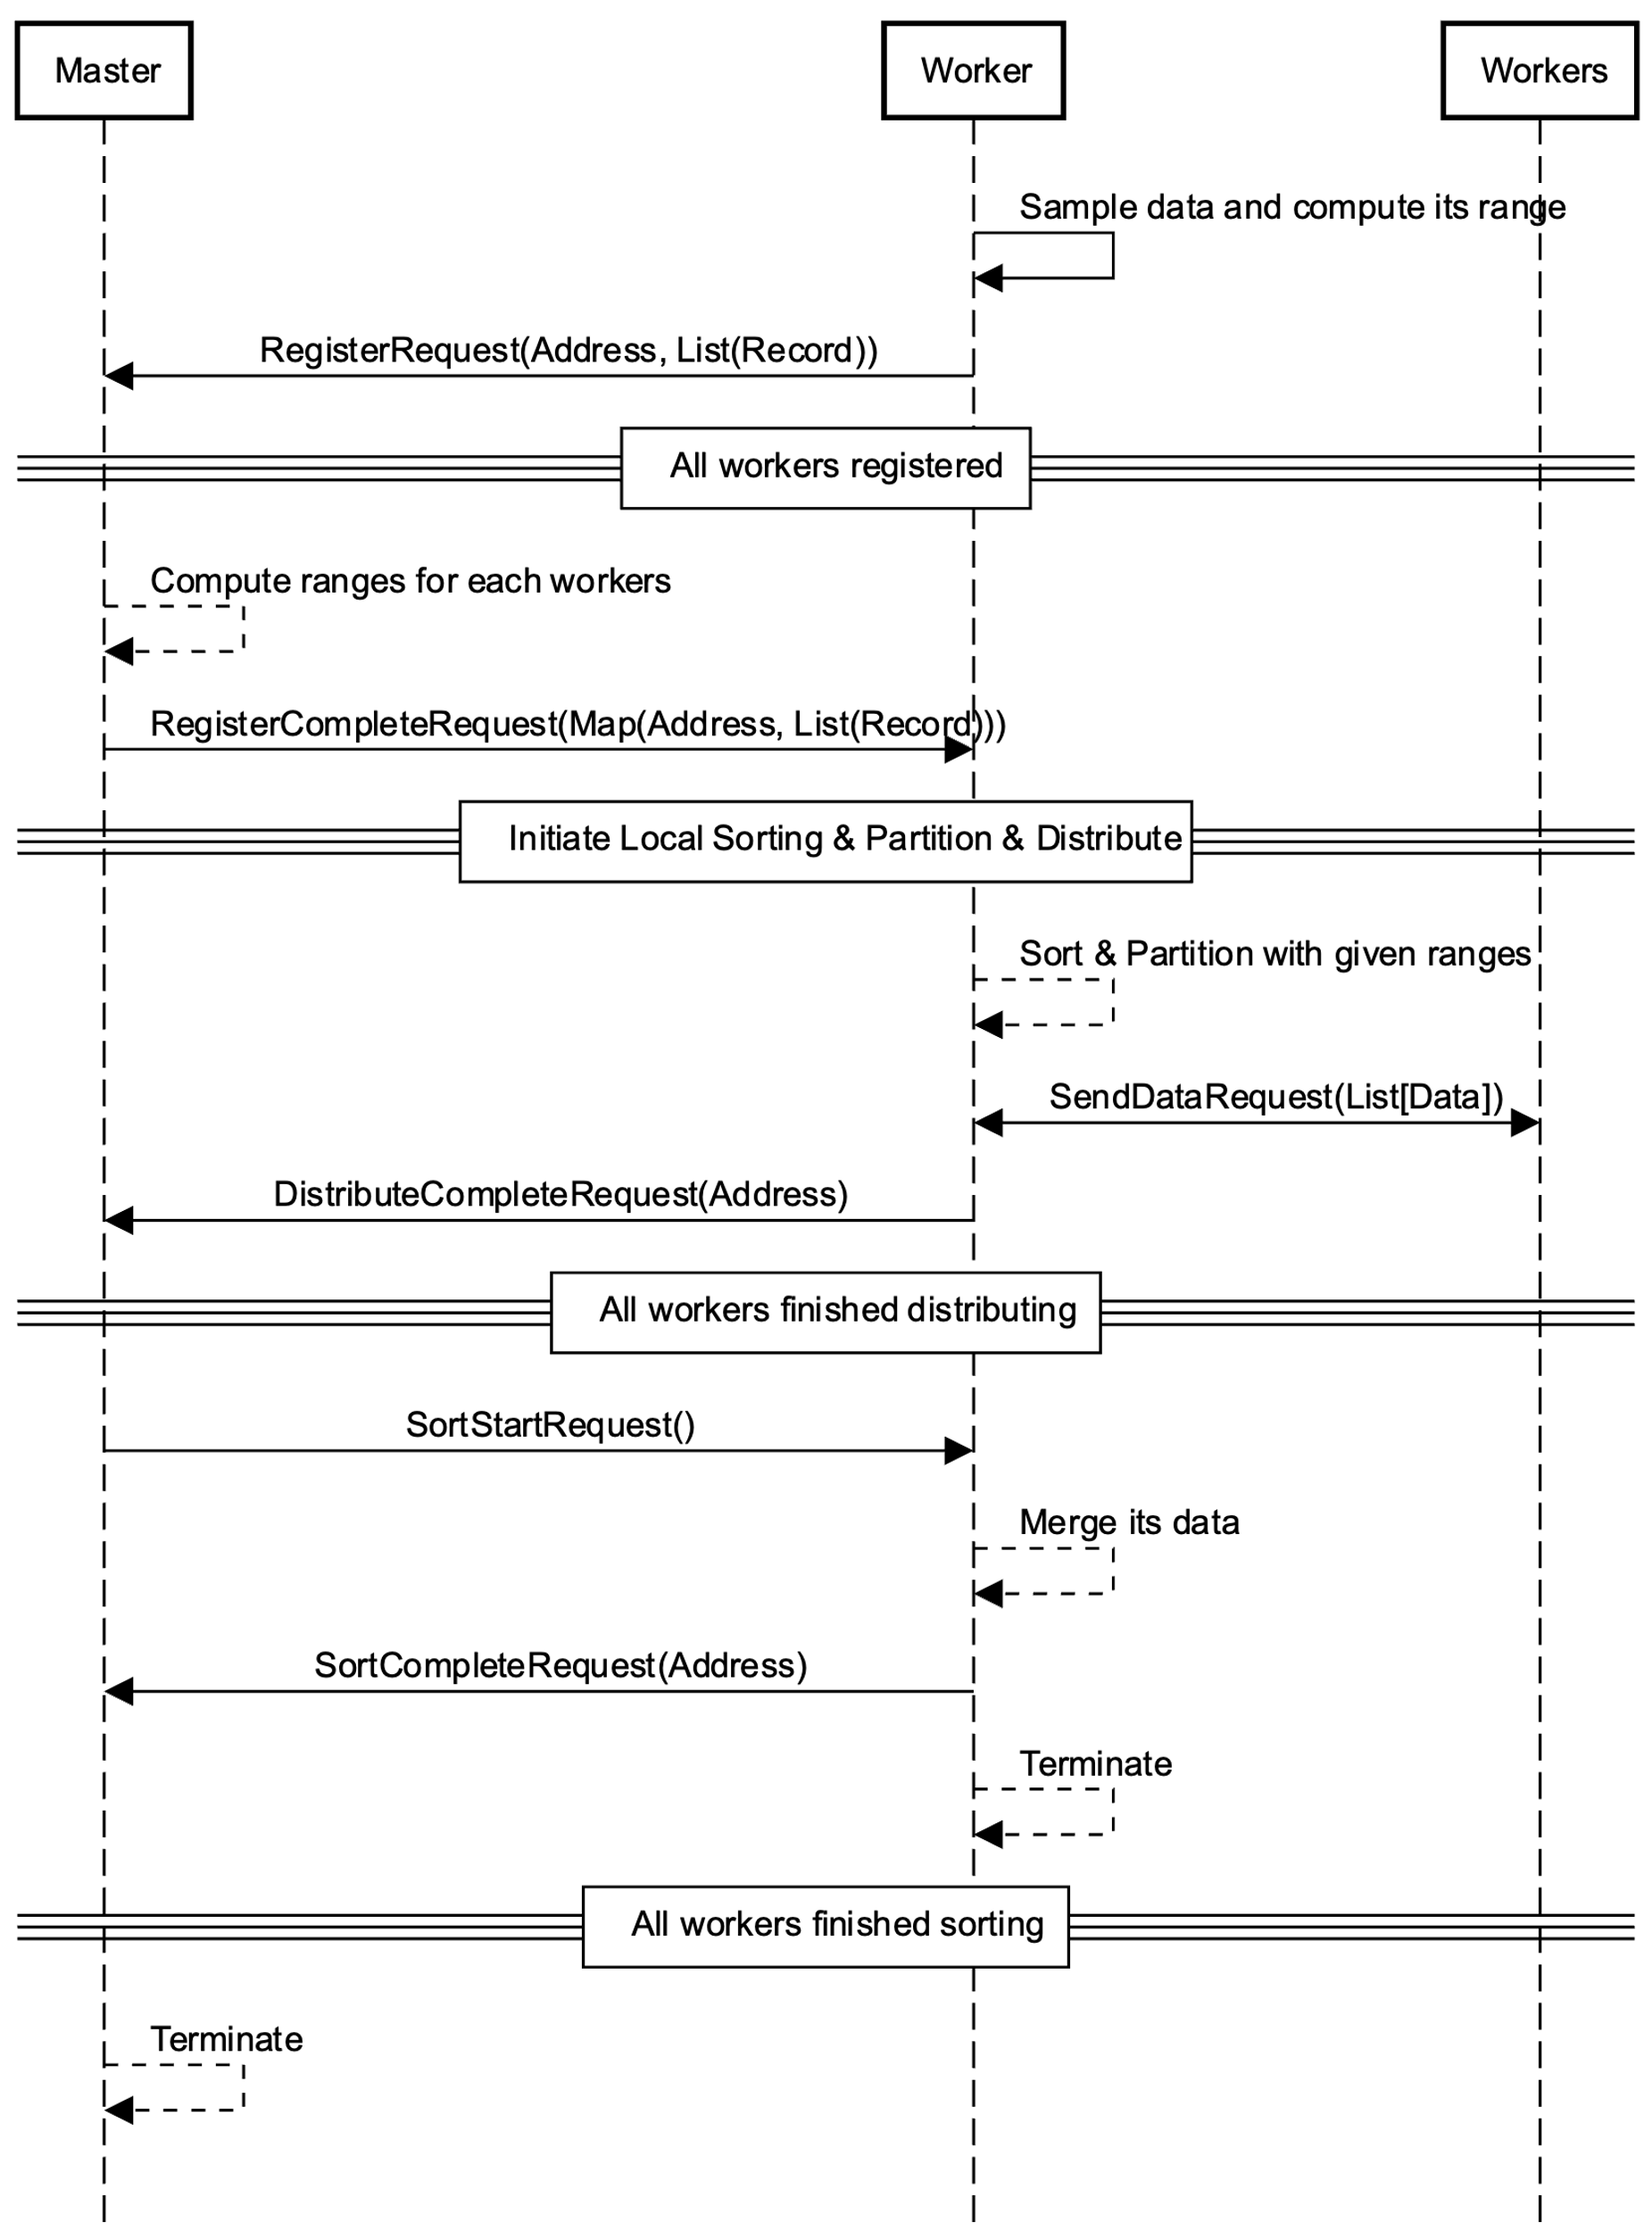 Master
Worker
Workers
Sample data and compute its range
RegisterRequest(Address, List(Record))
All workers registered
Compute ranges for each workers
RegisterCompleteRequest(Map(Address, List(Record)))
Initiate Local Sorting & Partition & Distribute
Sort & Partition with given ranges
SendDataRequest(List[Data])
DistributeCompleteRequest(Address)
All workers finished distributing
SortStartRequest()
Merge its data
SortCompleteRequest(Address)
Terminate
All workers finished sorting
Terminate